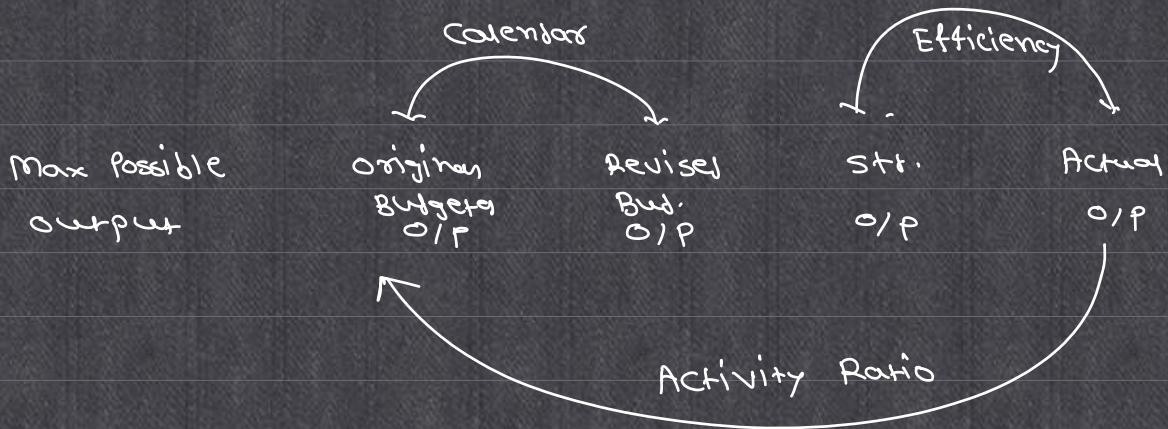 Calendar
Efficiency
Max Possible
output
Original
Budgeted
O/P
Revised
Bud.
O/P
Std.
O/P
Actual
O/P
Activity Ratio